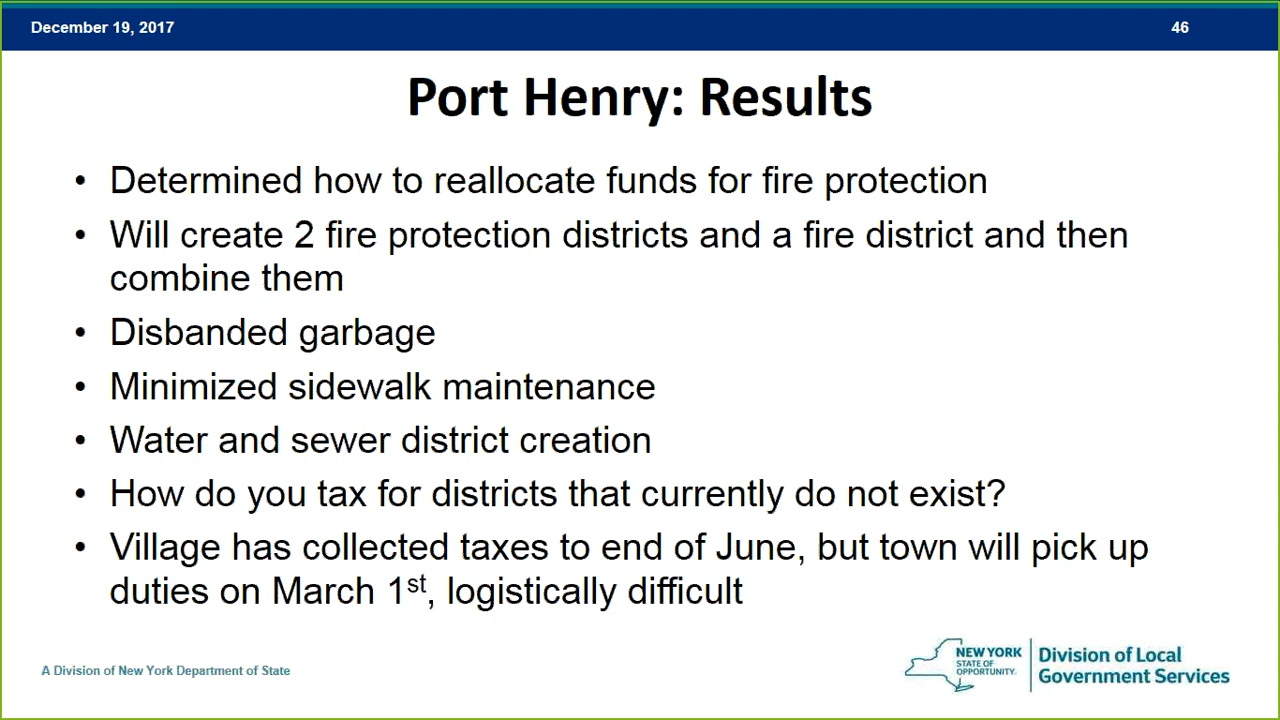 December 19, 2017
46
Port Henry: Results
• Determined how to reallocate funds for fire protection
• Will create 2 fire protection districts and a fire district and then
combine them
• Disbanded garbage
• Minimized sidewalk maintenance
• Water and sewer district creation
• How do you tax for districts that currently do not exist?
• Village has collected taxes to end of June, but town will pick up
duties on March 1st, logistically difficult
A Division of New York Department of State
NEW YORK
STATE OF
OPPORTUNITY.
Division of Local
Government Services